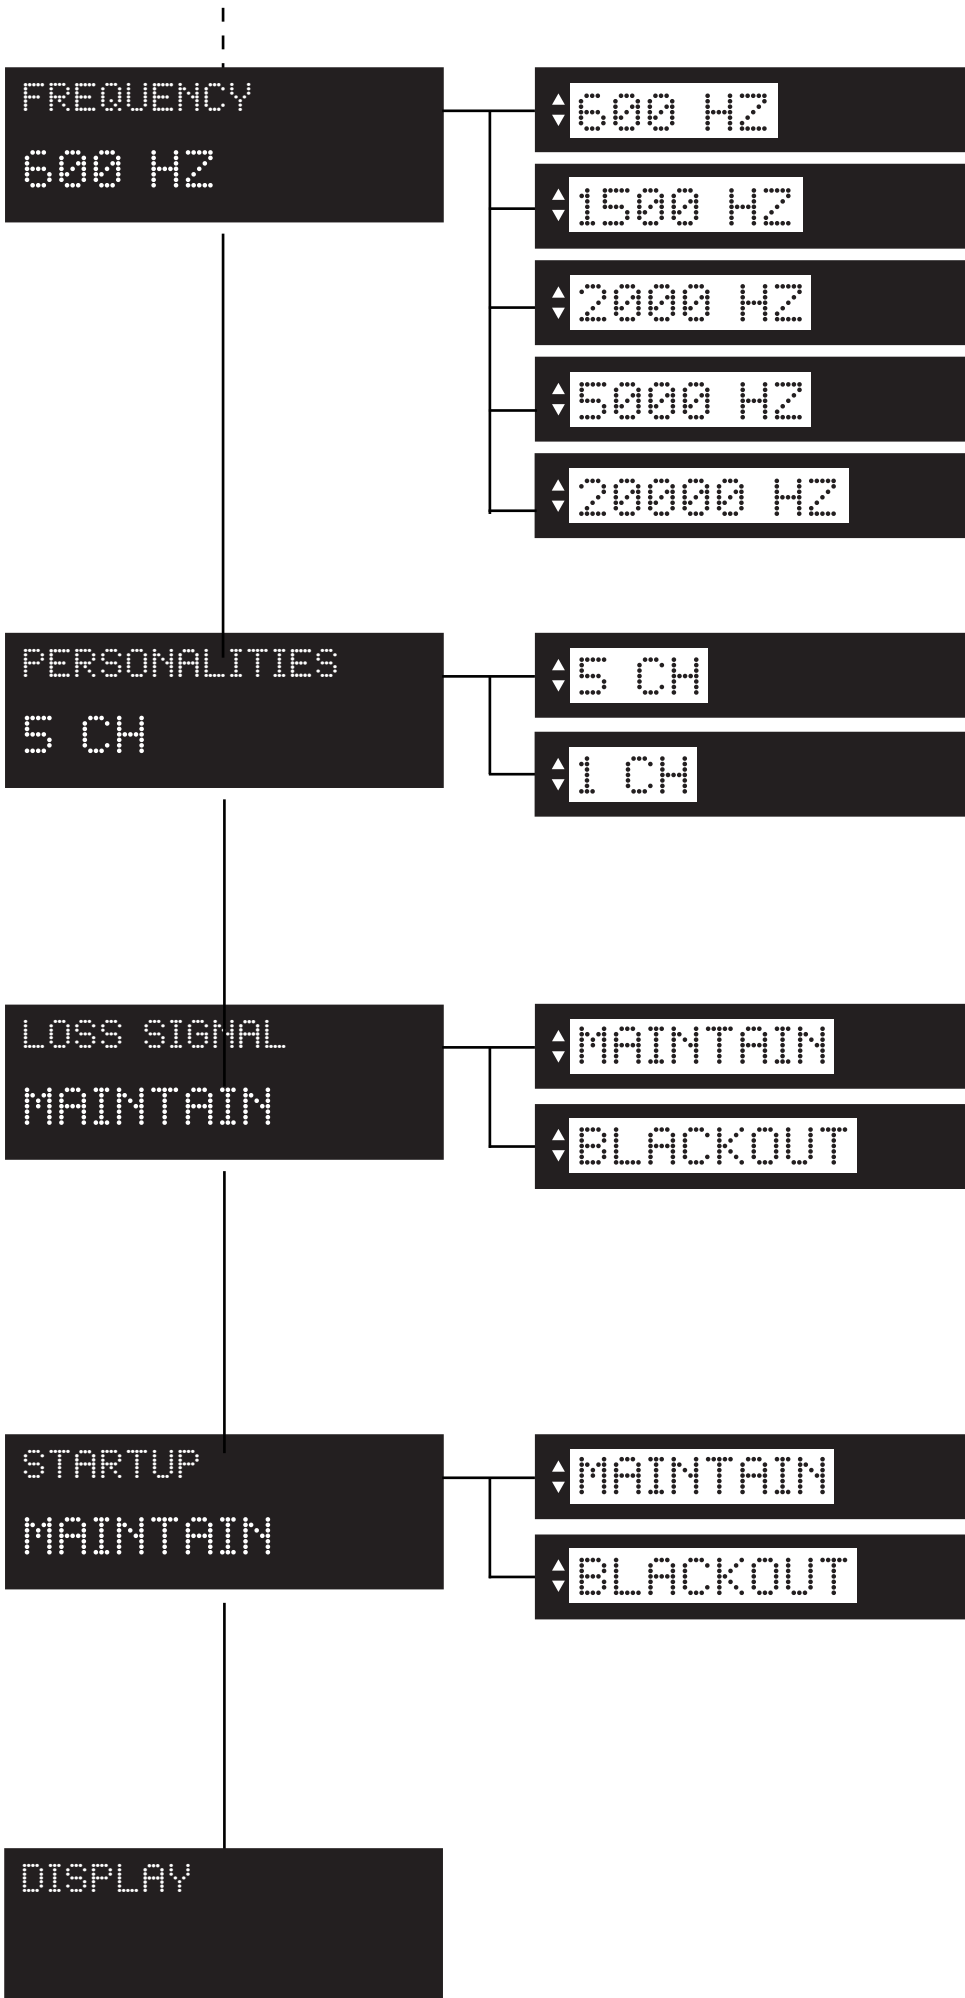 FREQUENCY
600 HZ
600 HZ
1500 HZ
2000 HZ
5000 HZ
20000 HZ
PERSONALITIES
5 CH
5 CH
1 CH
LOSS SIGNAL
MAINTAIN
MAINTAIN
BLACKOUT
STARTUP
MAINTAIN
MAINTAIN
BLACKOUT
DISPLAY